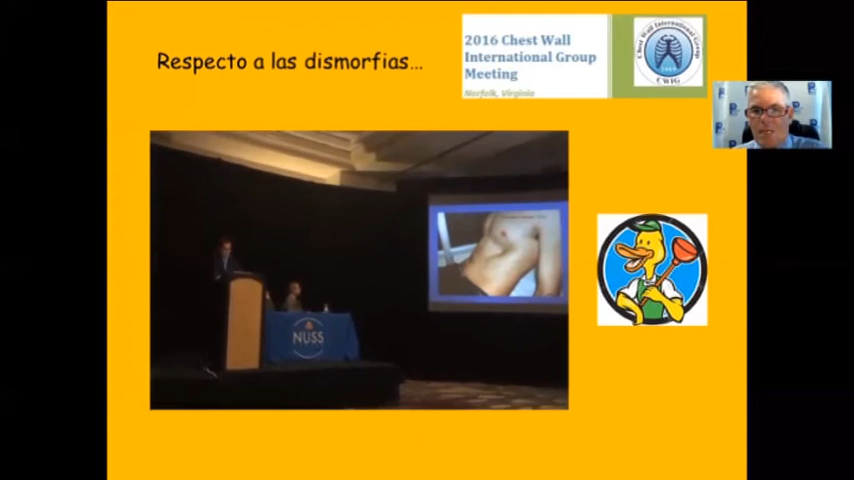 Respecto a las dismorfias...
2016 Chest Wall
International Group
Meeting
Norfolk, Virginia
Chest Wall International Group
CWIG
NUSS